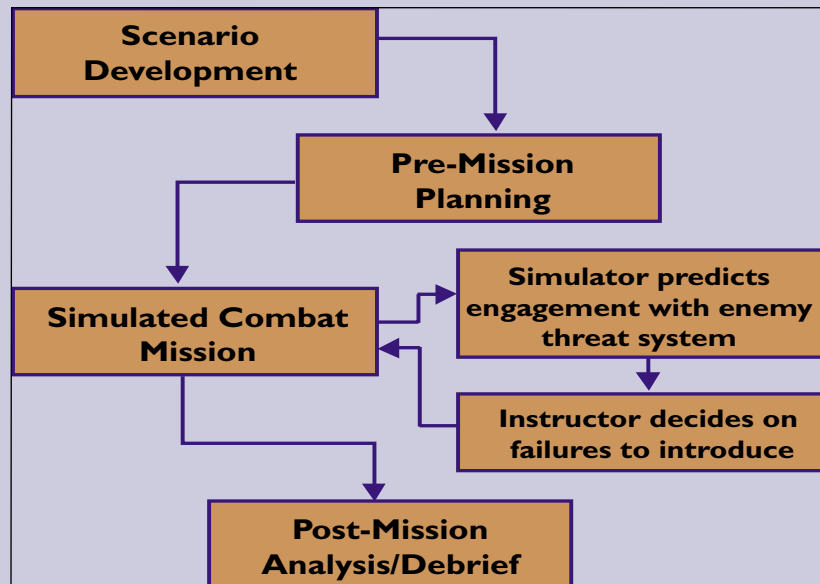 Scenario
Development
Pre-Mission
Planning
Simulated Combat
Mission
Simulator predicts
engagement with enemy
threat system
Instructor decides on
failures to introduce
Post-Mission
Analysis/Debrief